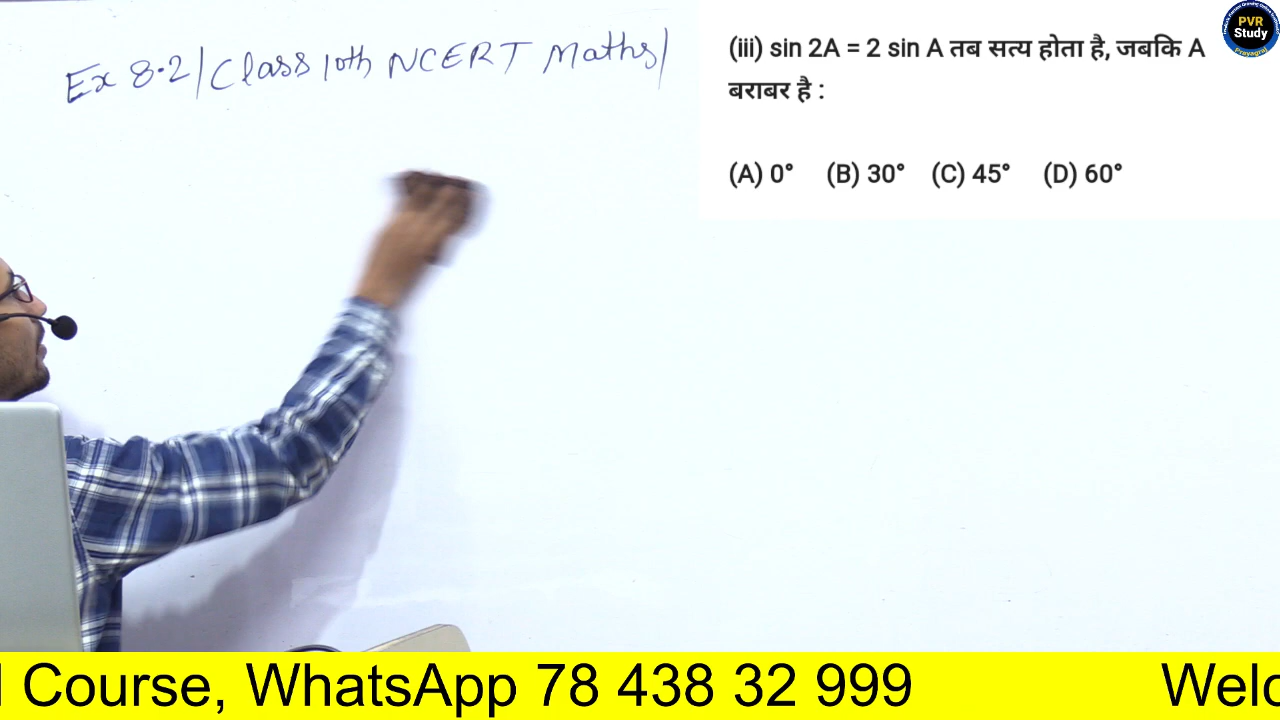 Ex 8.2 | Class 10th NCERT Maths |
(iii) sin 2A = 2 sin A तब सत्य होता है, जबकि A
बराबर है :
(A) 0° (B) 30° (C) 45° (D) 60°
PVR
Study
Prayagraj
Course, WhatsApp 78 438 32 999 Welc